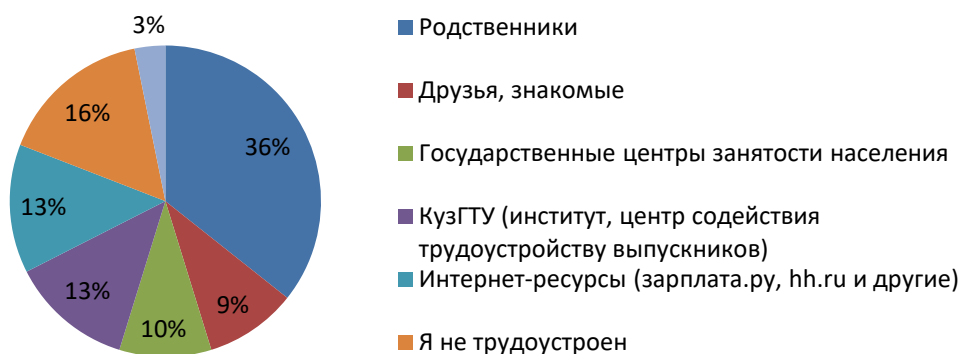 3%
16%
36%
13%
13%
10%
9%
Родственники
Друзья, знакомые
Государственные центры занятости населения
КузГТУ (институт, центр содействия
трудоустройству выпускников)
Интернет-ресурсы (зарплата.ру, hh.ru и другие)
Я не трудоустроен